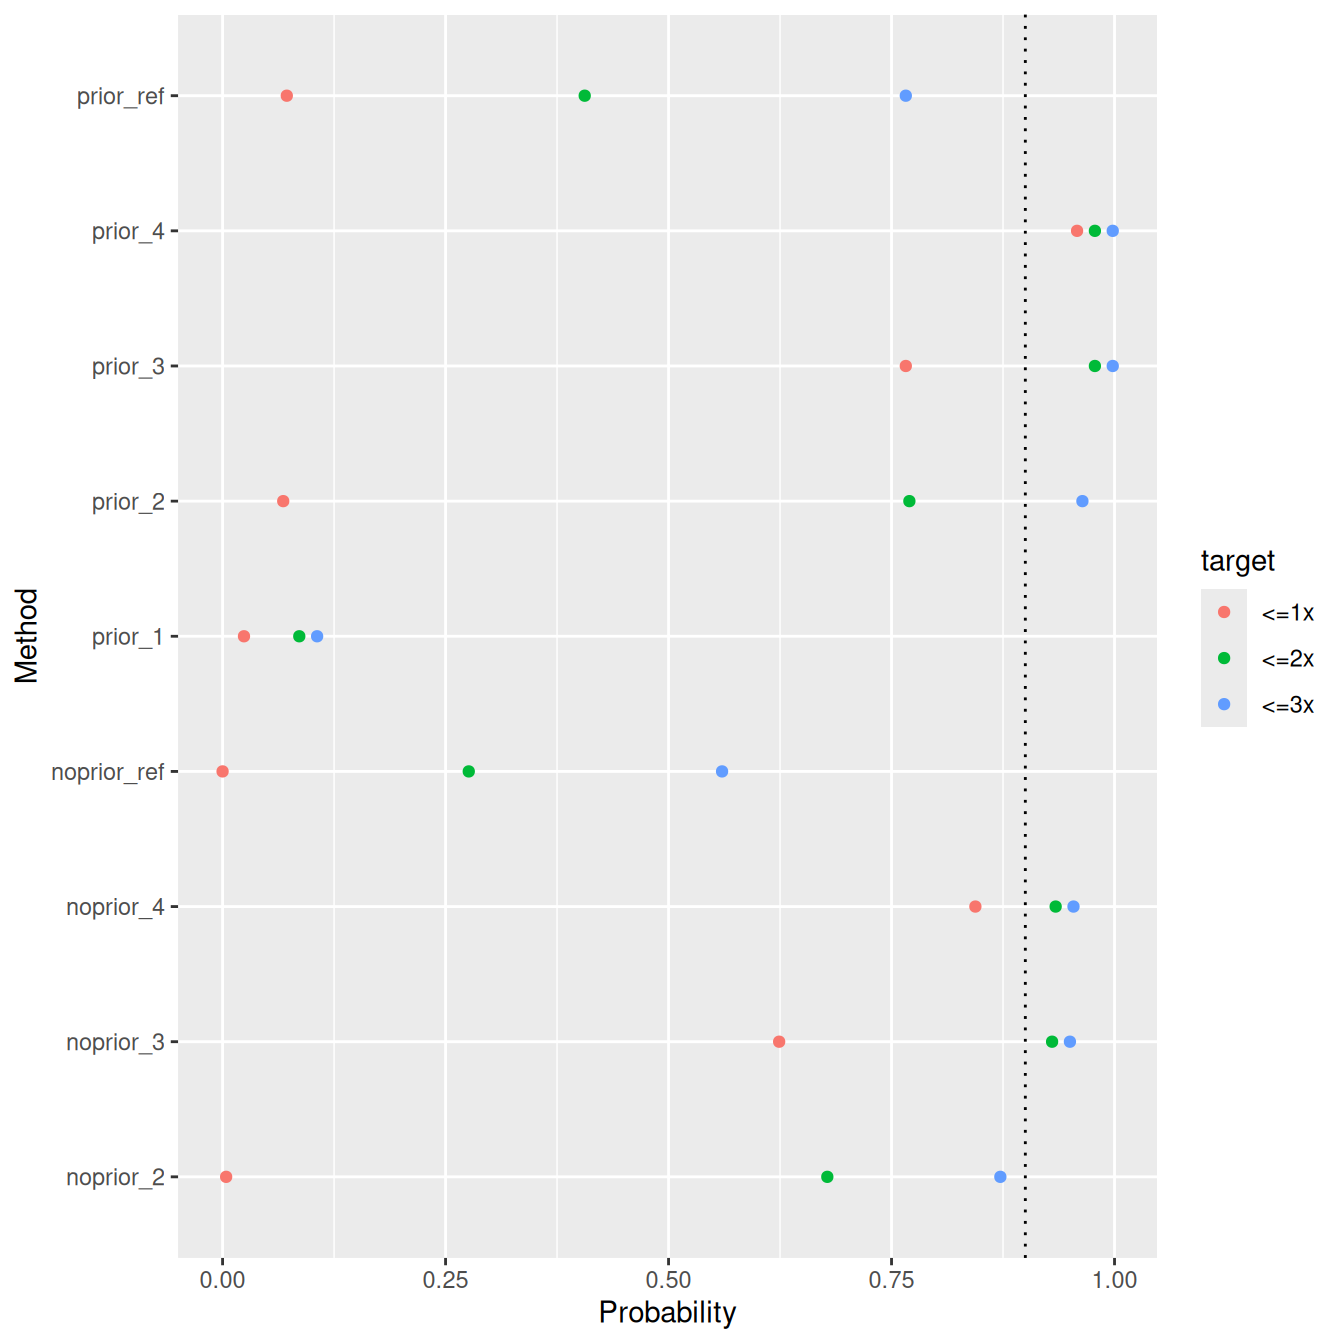 prior_ref
prior_4
prior_3
prior_2
prior_1
noprior_ref
noprior_4
noprior_3
noprior_2
Method
0.00 0.25 0.50 0.75 1.00
Probability
target
<=1x
<=2x
<=3x